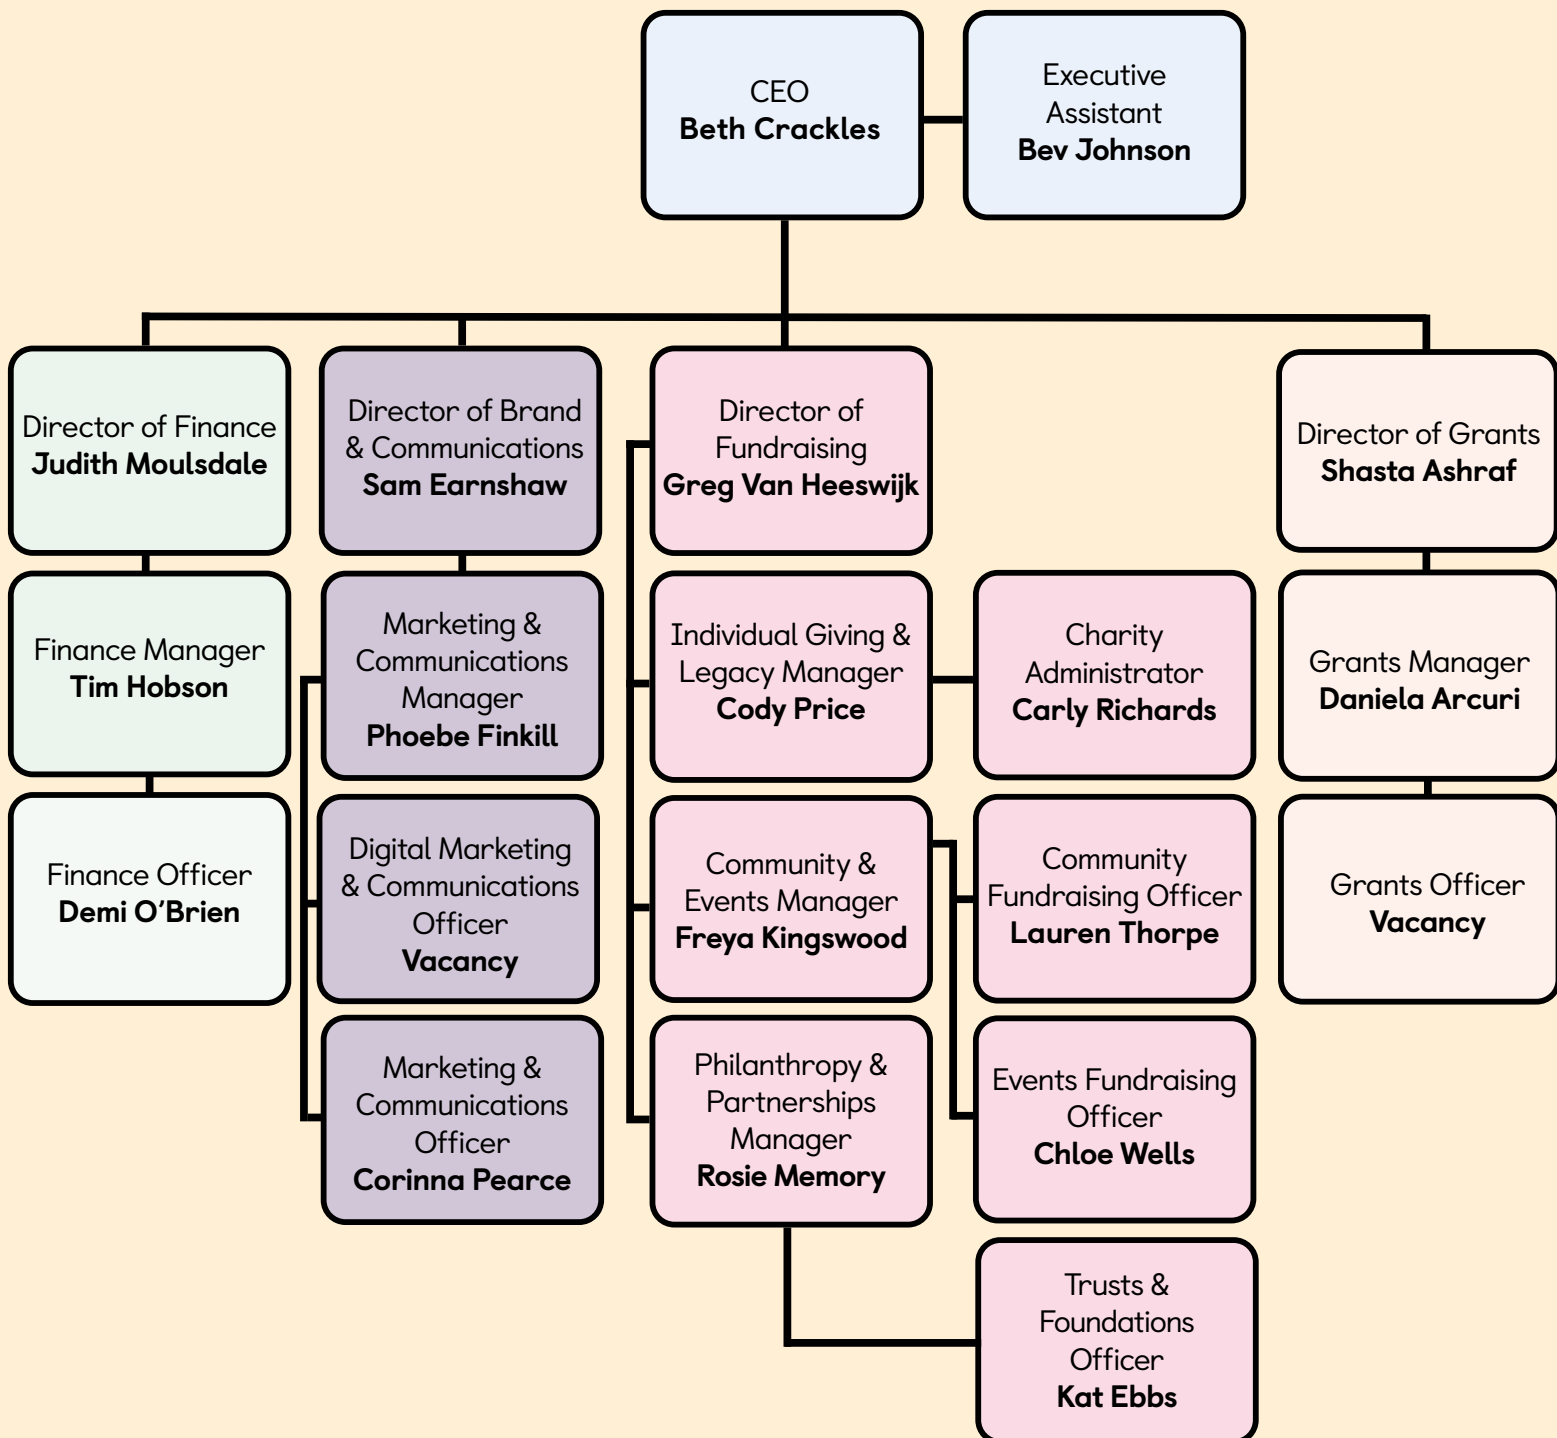 CEO
Beth Crackles
Executive
Assistant
Bev Johnson
Director of Finance
Judith Moulsdale
Director of Brand
& Communications
Sam Earnshaw
Director of
Fundraising
Greg Van Heeswijk
Director of Grants
Shasta Ashraf
Finance Manager
Tim Hobson
Marketing &
Communications
Manager
Phoebe Finkill
Individual Giving &
Legacy Manager
Cody Price
Charity
Administrator
Carly Richards
Grants Manager
Daniela Arcuri
Finance Officer
Demi O’Brien
Digital Marketing
& Communications
Officer
Vacancy
Community &
Events Manager
Freya Kingswood
Community
Fundraising Officer
Lauren Thorpe
Grants Officer
Vacancy
Marketing &
Communications
Officer
Corinna Pearce
Philanthropy &
Partnerships
Manager
Rosie Memory
Events Fundraising
Officer
Chloe Wells
Trusts &
Foundations
Officer
Kat Ebbs